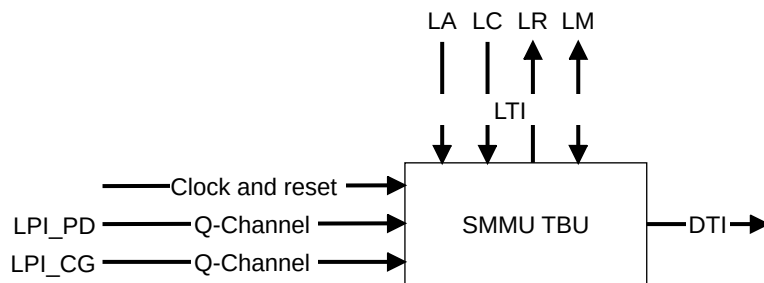 LA LC LR LM
LTI
Clock and reset
LPI_PD Q-Channel SMMU TBU DTI
LPI_CG Q-Channel